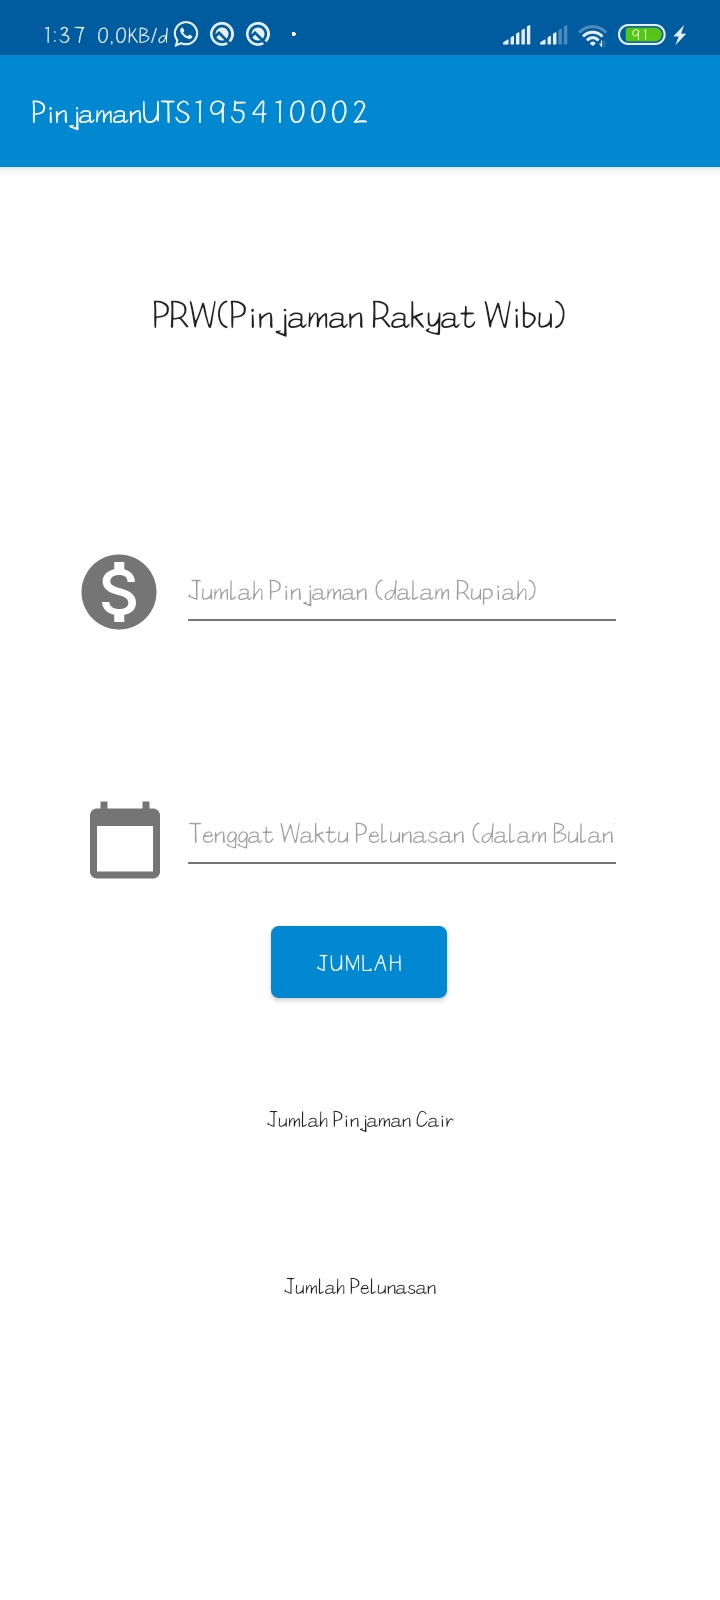 1:37 0,0KB/d
91
PinjamanUTS195410002
PRW(Pinjaman Rakyat Wibu)
Jumlah Pinjaman (dalam Rupiah)
Tenggat Waktu Pelunasan (dalam Bulan
JUMLAH
Jumlah Pinjaman Cair
Jumlah Pelunasan